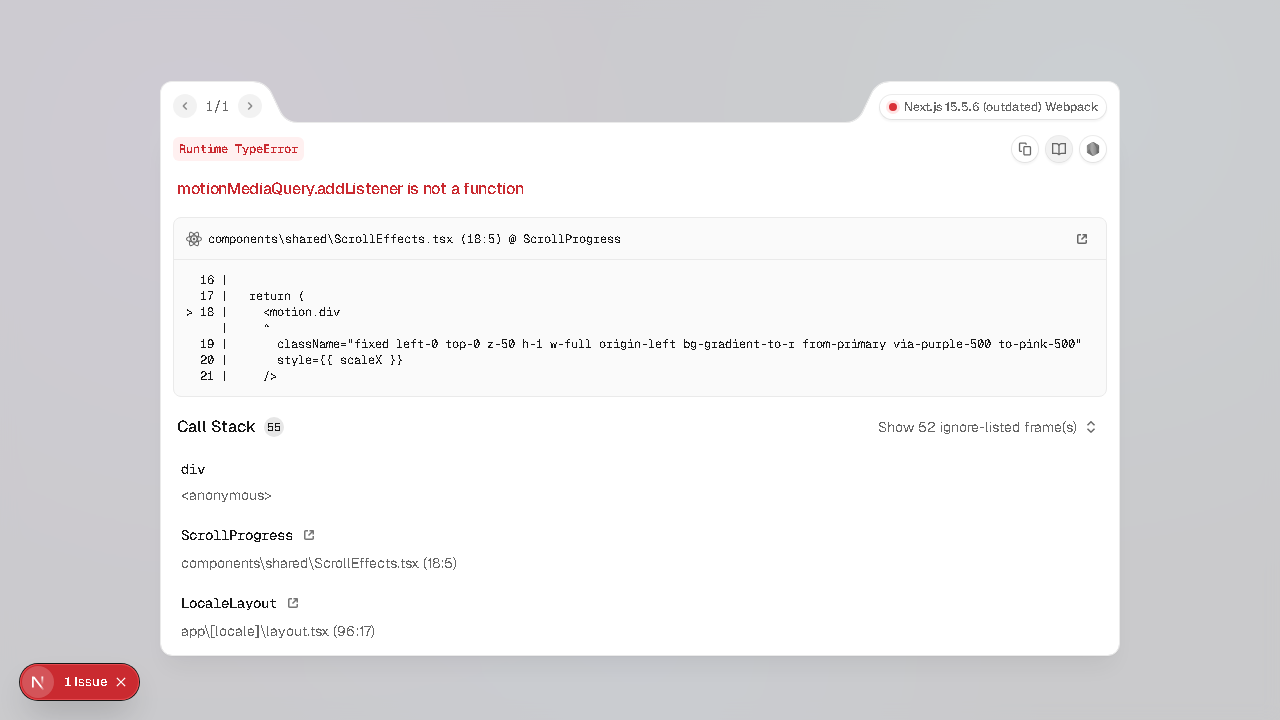 1/1
Next.js 15.5.6 (outdated) Webpack
Runtime TypeError
motionMediaQuery.addListener is not a function
components\shared\ScrollEffects.tsx (18:5) @ ScrollProgress
16 |
17 |   return (
> 18 |     <motion.div
|     ^
19 |       className="fixed left-0 top-0 z-50 h-1 w-full origin-left bg-gradient-to-r from-primary via-purple-500 to-pink-500"
20 |       style={{ scaleX }}
21 |     />
Call Stack 55
Show 52 ignore-listed frame(s)
div
<anonymous>
ScrollProgress
components\shared\ScrollEffects.tsx (18:5)
LocaleLayout
app\[locale]\layout.tsx (96:17)
N 1 Issue